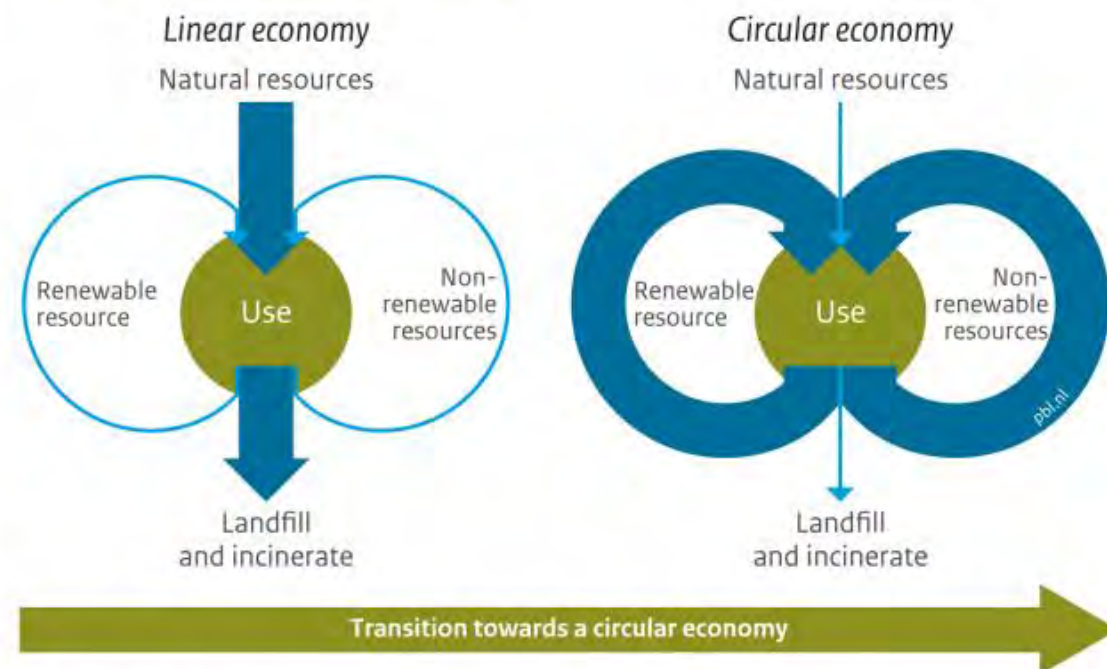 Linear economy
Natural resources
Renewable
resource
Use
Non-
renewable
resources
Landfill
and incinerate
Circular economy
Natural resources
Renewable
resource
Use
Non-
renewable
resources
pbl.nl
Landfill
and incinerate
Transition towards a circular economy